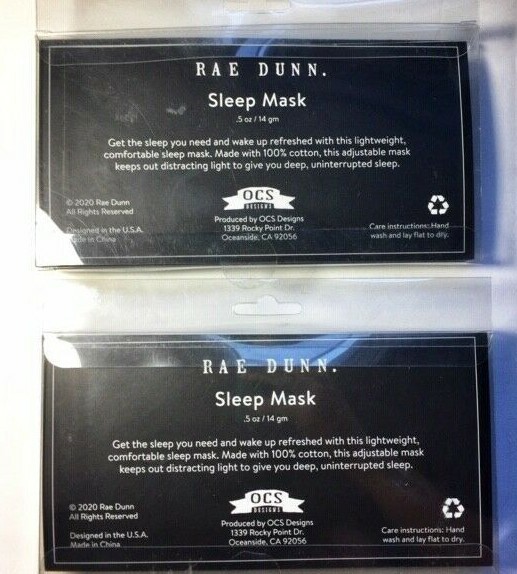 RAE DUNN.
Sleep Mask
.5 oz / 14 gm
Get the sleep you need and wake up refreshed with this lightweight,
comfortable sleep mask. Made with 100% cotton, this adjustable mask
keeps out distracting light to give you deep, uninterrupted sleep.
OCS
DESIGNS
© 2020 Rae Dunn
All Rights Reserved
Designed in the U.S.A.
Made in China
Produced by OCS Designs
1339 Rocky Point Dr.
Oceanside, CA 92056
Care instructions: Hand
wash and lay flat to dry.
RAE DUNN.
Sleep Mask
.5 oz / 14 gm
Get the sleep you need and wake up refreshed with this lightweight,
comfortable sleep mask. Made with 100% cotton, this adjustable mask
keeps out distracting light to give you deep, uninterrupted sleep.
OCS
DESIGNS
© 2020 Rae Dunn
All Rights Reserved
Designed in the U.S.A.
Made in China
Produced by OCS Designs
1339 Rocky Point Dr.
Oceanside, CA 92056
Care instructions: Hand
wash and lay flat to dry.